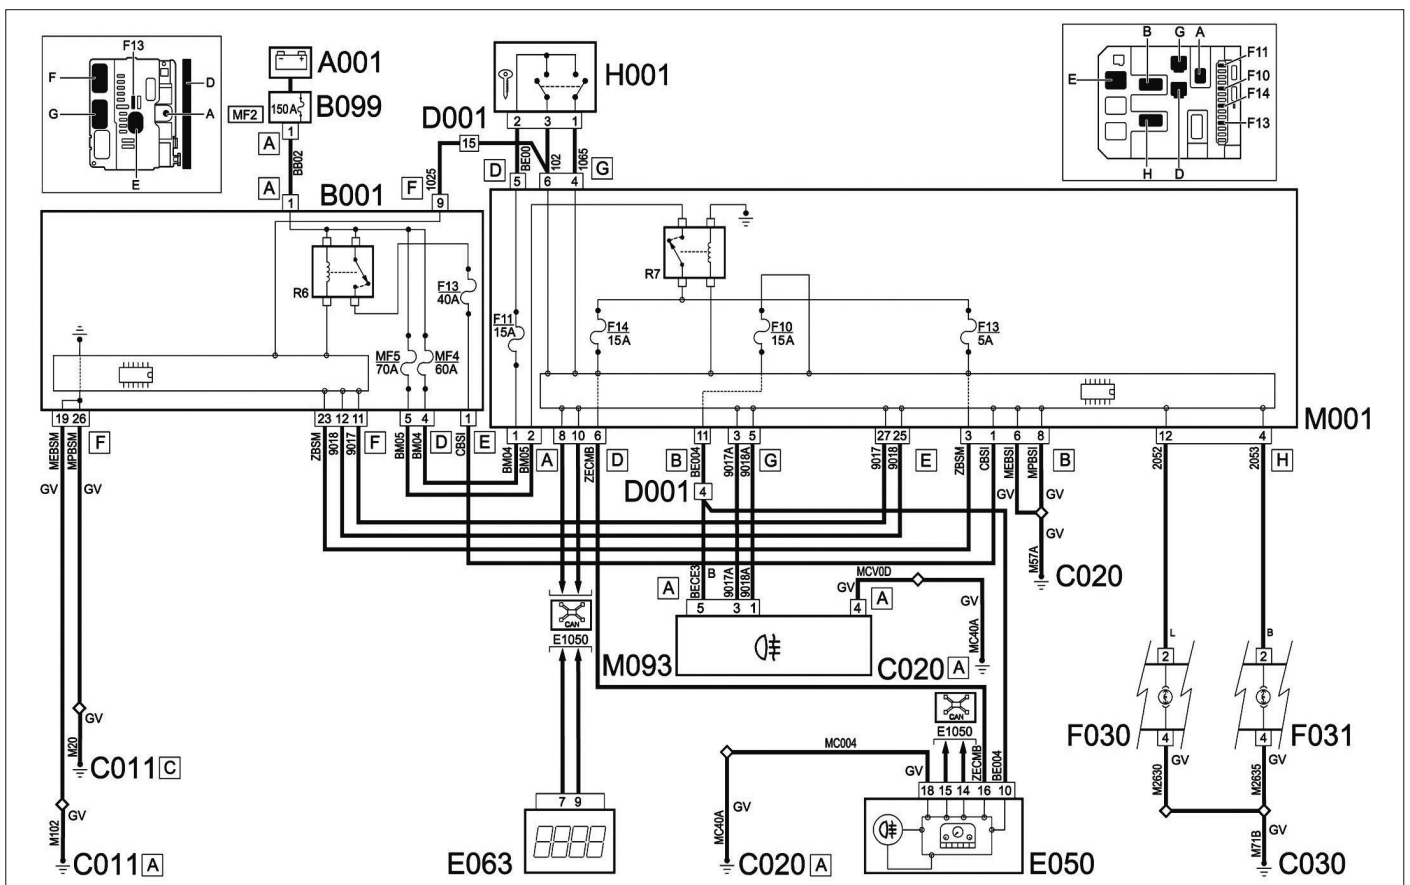 F13
F
G
D
A
E
A001
150A
MF2
B099
1
A
BB02
A
1
B001
D001
15
1025
F
9
H001
2 3 1
BE00
102
1065
D
G
5 6 4
B G A
F11
F10
F14
F13
E
H D
R6
F13
40A
MF5
70A
MF4
60A
R7
F11
15A
F14
15A
F10
15A
F13
5A
M001
19 26
F
23 12 11
F
5 4
D
1
E
1 2
A
8 10 6
D
B
11
3 5
G
27 25
E
3 1 6 8
B
12 4
H
MEBSM
MPBSM
GV GV
ZBSM
9018
9017
BM05
BM04
CBSI
BM04
BM05
ZECMB
BE004
9017A
9018A
9017
9018
ZBSM
CBSI
MEBSI
MPBSI
GV GV
2052
2053
D001
4
GV
M57A
C020
BECE3
B
9017A
9018A
A
5 3 1
MCV0D
GV
4
A
GV
MC40A
M093
C020 A
CAN
E1050
CAN
E1050
L
B
2
2
F030
F031
4
4
GV
GV
M2630
M2635
GV
M71B
C030
GV
M20
C011 C
GV
M102
C011 A
7 9
E063
MC004
GV
GV
MC40A
C020 A
ZECMB
BE004
18 15 14 16 10
E050